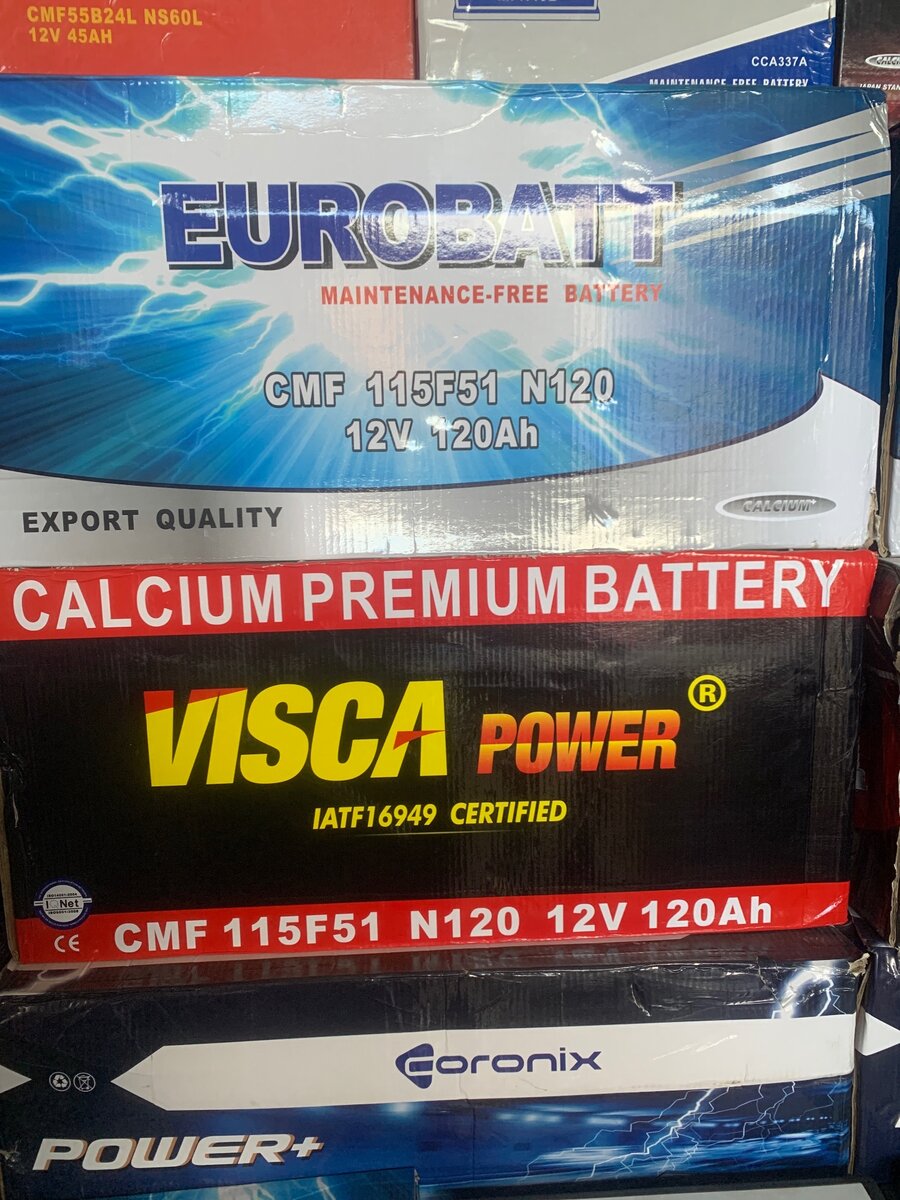 CMF55B24L NS60L
12V 45AH
CCA337A
MAINTENANCE FREE BATTERY
EUROBATT
MAINTENANCE-FREE BATTERY
CMF 115F51 N120
12V 120Ah
EXPORT QUALITY
CALCIUM+
CALCIUM PREMIUM BATTERY
VISCA POWER ®
IATF16949 CERTIFIED
IQNet
CE
CMF 115F51 N120 12V 120Ah
Coronix
POWER+